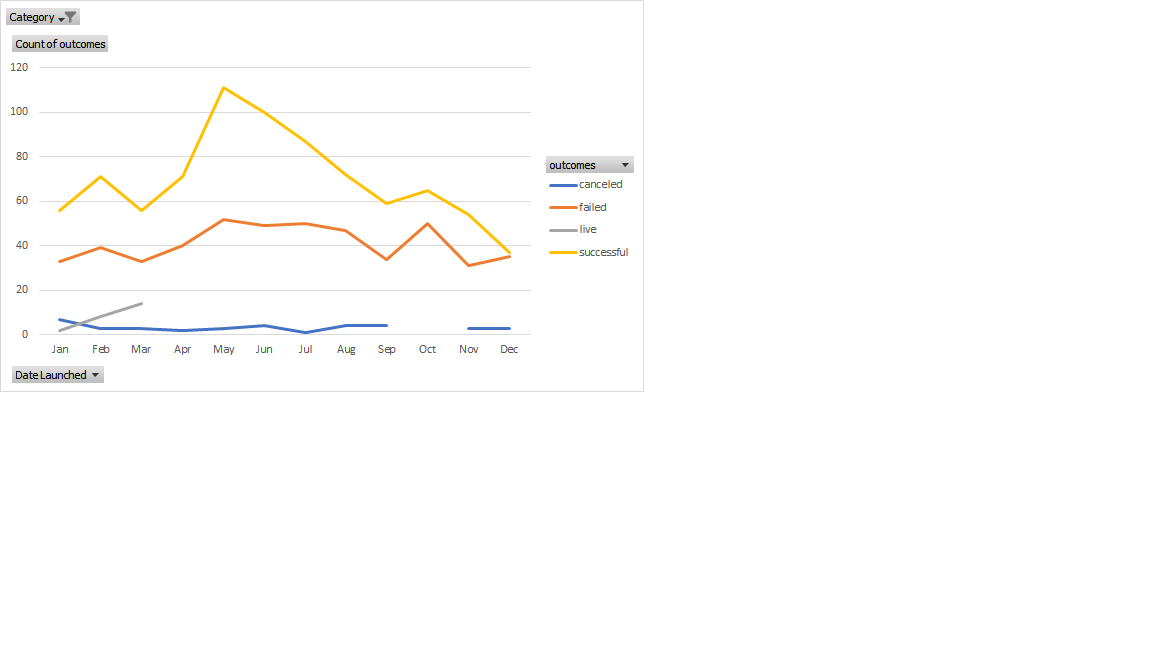 Category
Count of outcomes
120
100
80
60
40
20
0
Jan Feb Mar Apr May Jun Jul Aug Sep Oct Nov Dec
Date Launched
outcomes
canceled
failed
live
successful